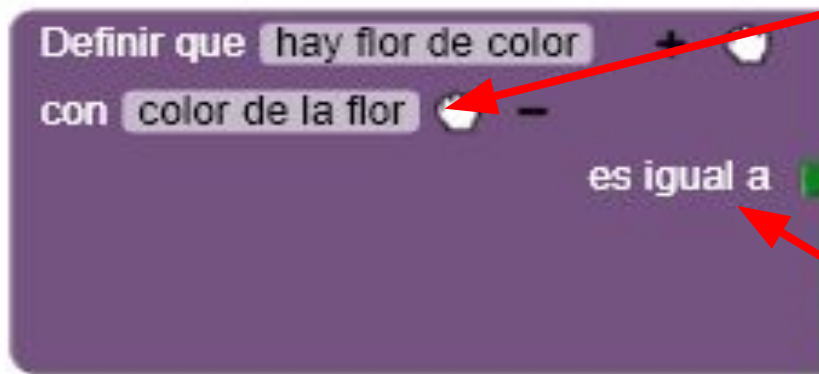 Definir que hay flor de color +
con color de la flor -
es igual a